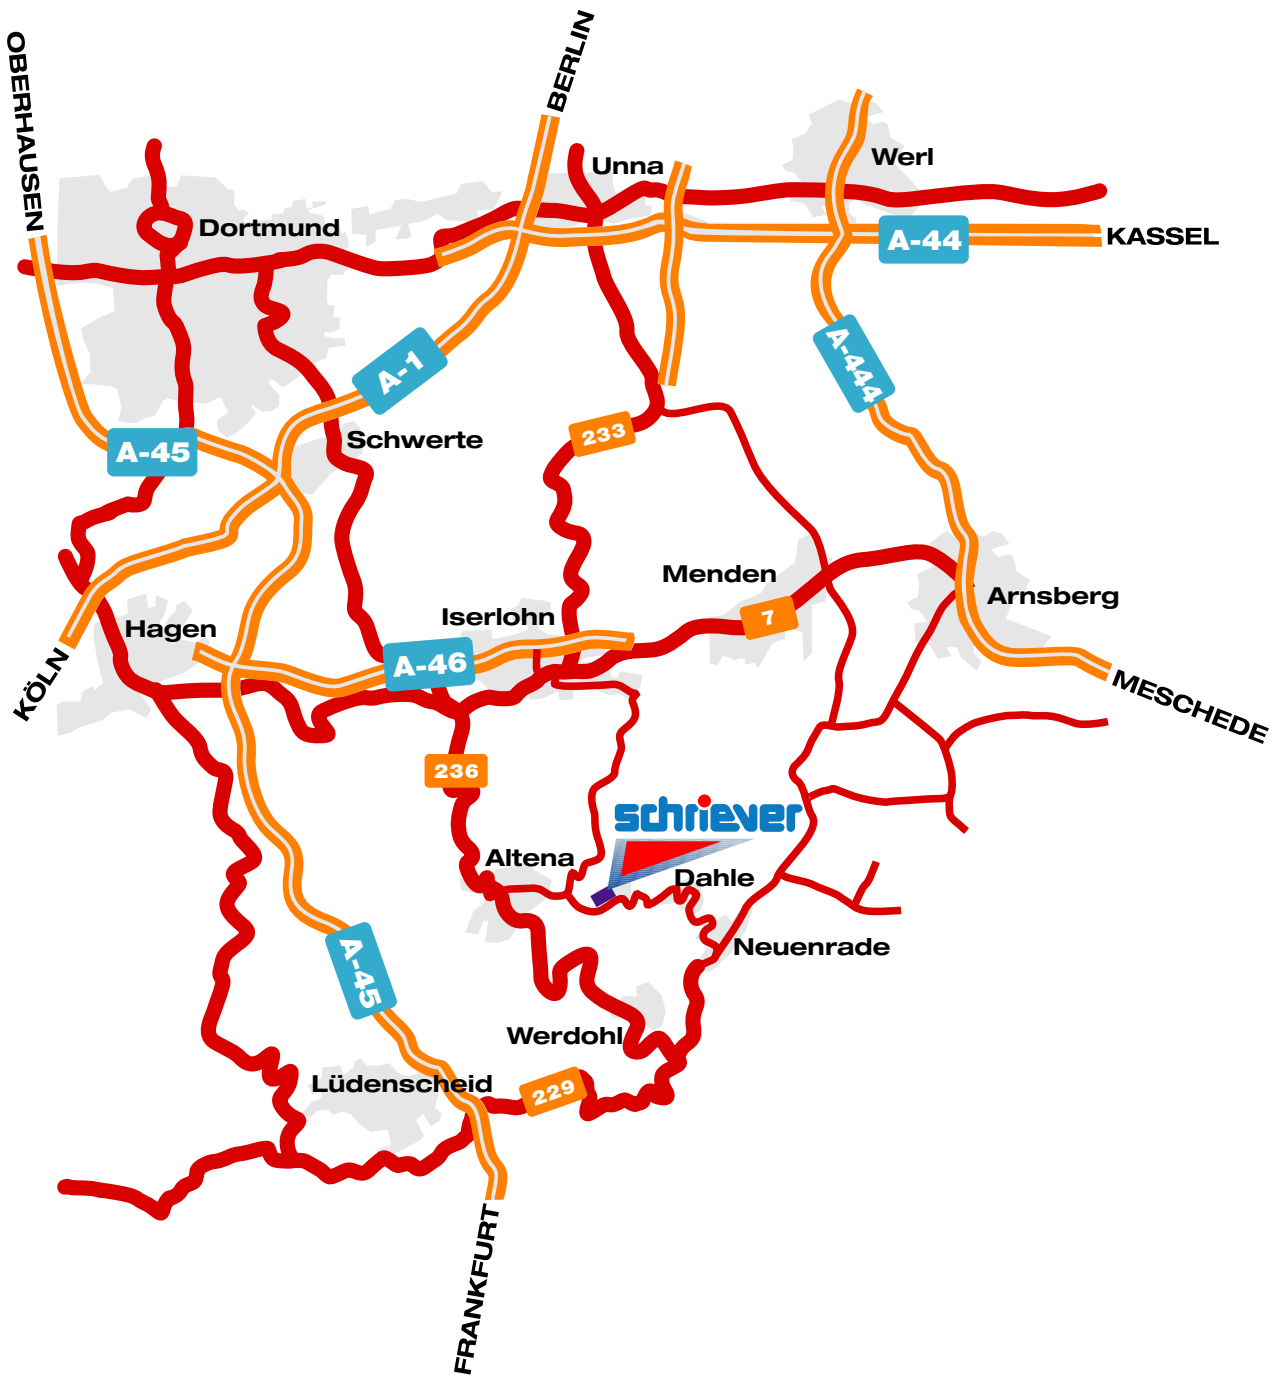 OBERHAUSEN
BERLIN
Unna
Werl
Dortmund
A-44
KASSEL
A-1
A-444
A-45
Schwerte
233
Menden
Arnsberg
Iserlohn
7
Hagen
A-46
KÖLN
MESCHEDE
236
schriever
Altena
Dahle
Neuenrade
A-45
Werdohl
Lüdenscheid
229
FRANKFURT